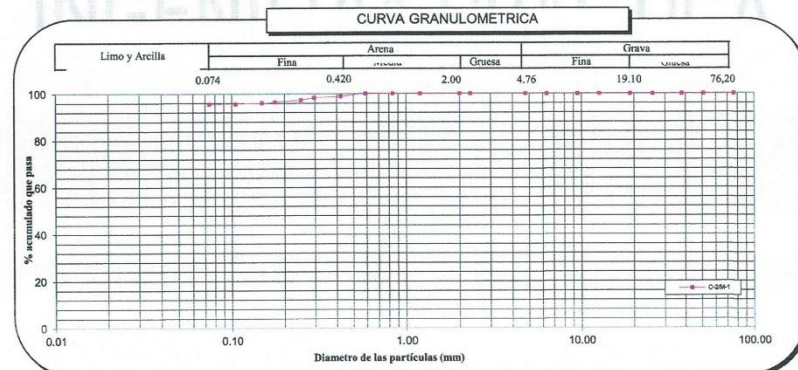 CURVA GRANULOMETRICA
Limo y Arcilla
Arena
Grava
Fina
Gruesa
Fina
0.074
0.420
2.00
4.76
19.10
76,20
% acumulado que pasa
100
80
60
40
20
0
C-2/M-1
0.01
0.10
1.00
10.00
100.00
Diametro de las partículas (mm)